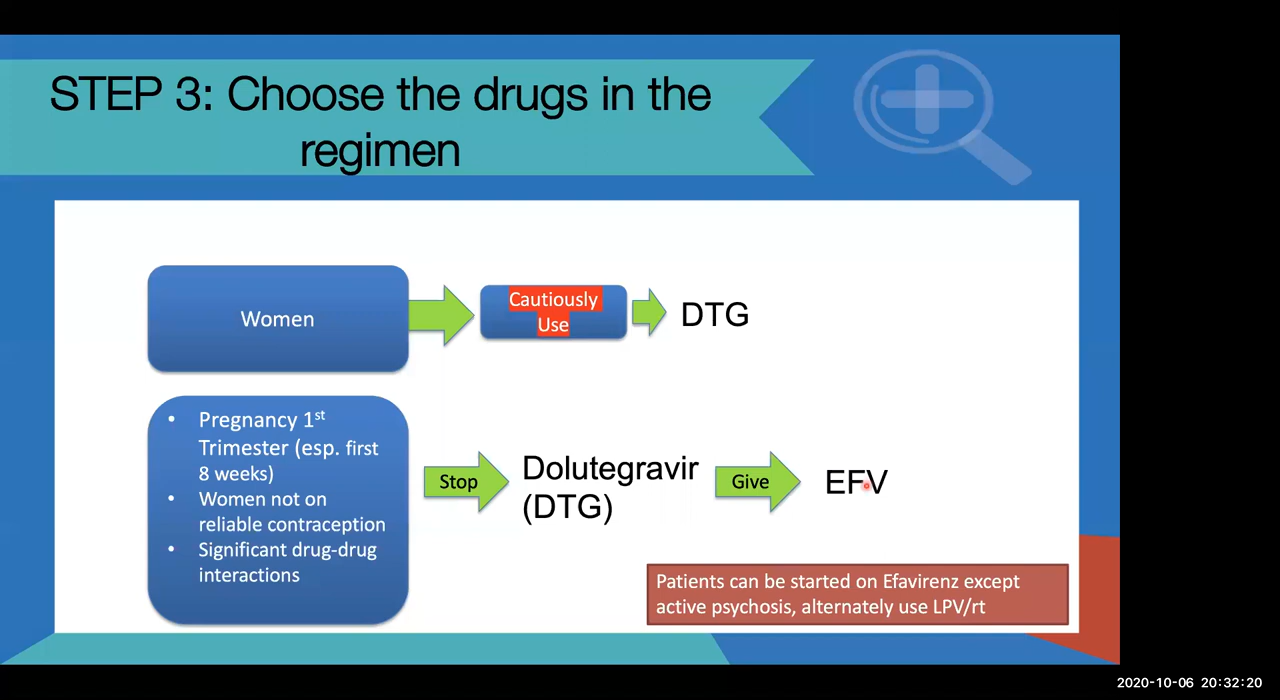 STEP 3: Choose the drugs in the
regimen
Women
Cautiously
Use
DTG
• Pregnancy 1st
Trimester (esp. first
8 weeks)
• Women not on
reliable contraception
• Significant drug-drug
interactions
Stop
Dolutegravir
(DTG)
Give
EFV
Patients can be started on Efavirenz except
active psychosis, alternately use LPV/rt
2020-10-06 20:32:20